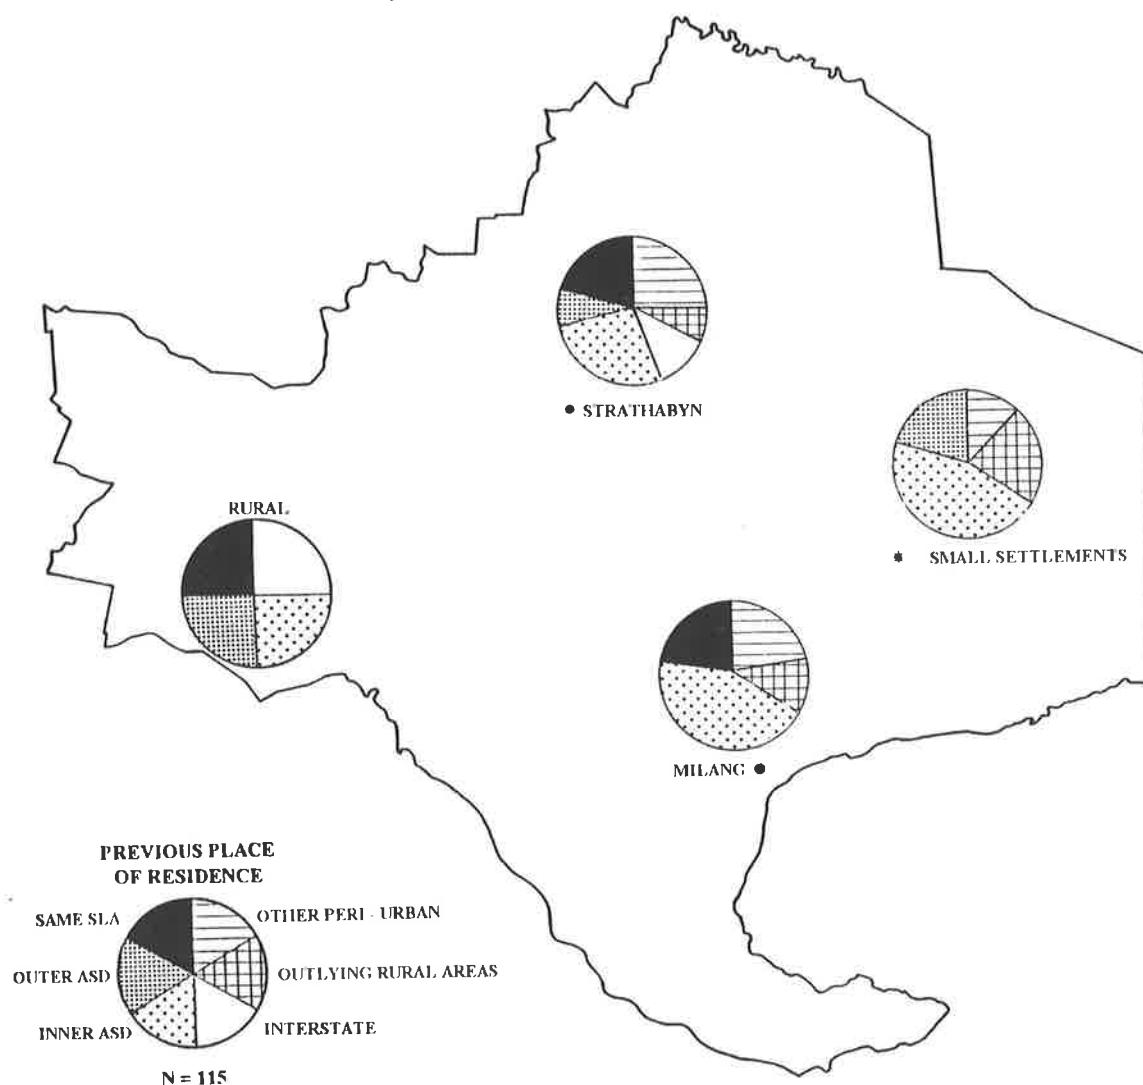 STRATHABYN
SMALL SETTLEMENTS
RURAL
MILANG
PREVIOUS PLACE
OF RESIDENCE
SAME SLA
OTHER PERI - URBAN
OUTER ASD
OUTLYING RURAL AREAS
INNER ASD
INTERSTATE
N = 115